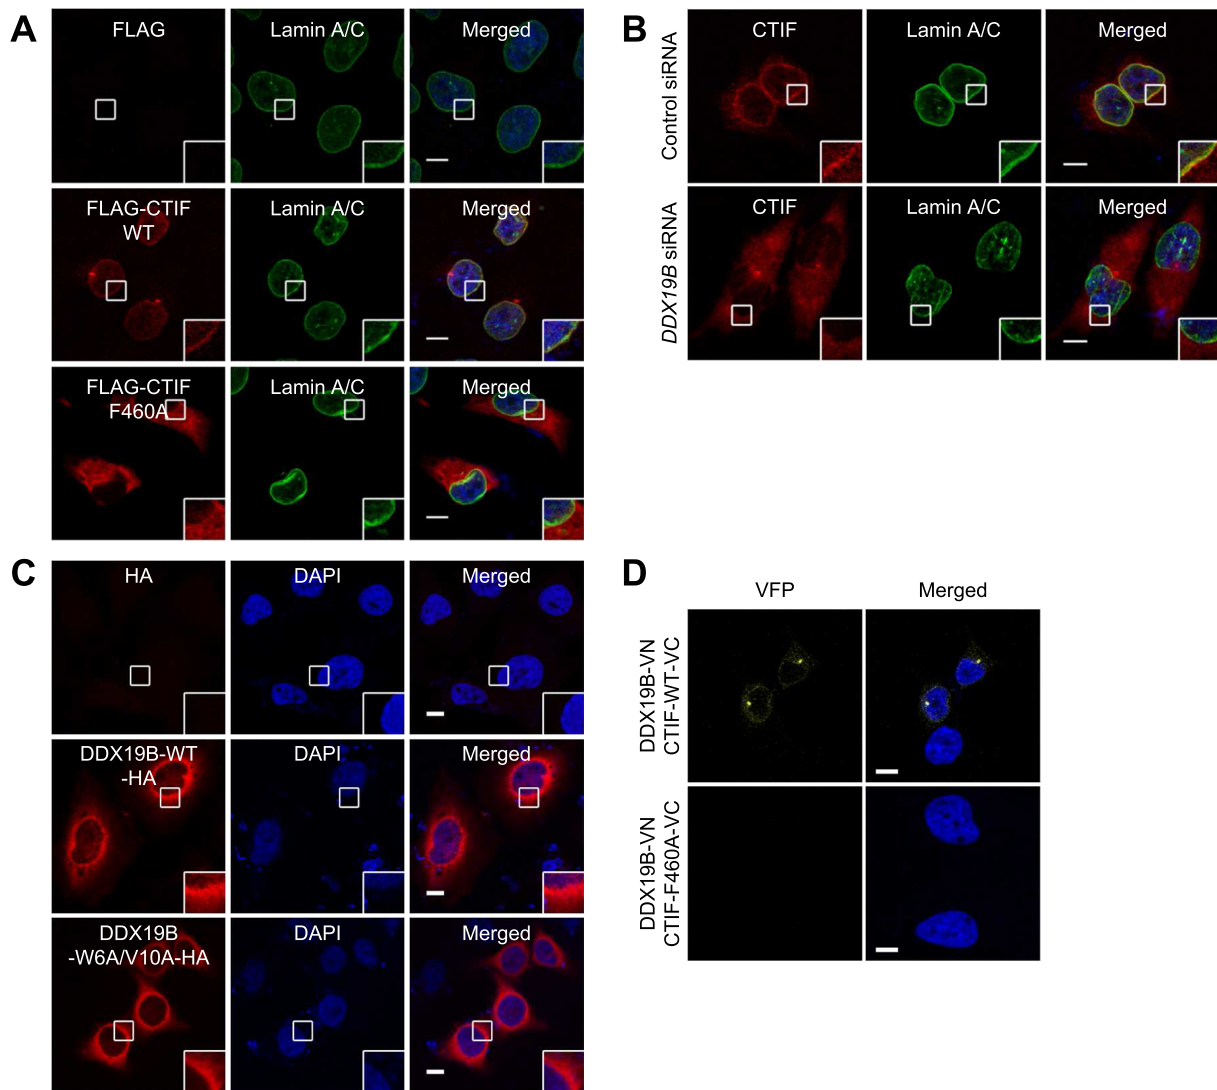 A
FLAG
Lamin A/C
Merged
FLAG-CTIF
WT
Lamin A/C
Merged
FLAG-CTIF
F460A
Lamin A/C
Merged
B
Control siRNA
CTIF
Lamin A/C
Merged
DDX19B siRNA
CTIF
Lamin A/C
Merged
C
HA
DAPI
Merged
DDX19B-WT
-HA
DAPI
Merged
DDX19B
-W6A/V10A-HA
DAPI
Merged
D
VFP
Merged
DDX19B-VN
CTIF-WT-VC
DDX19B-VN
CTIF-F460A-VC